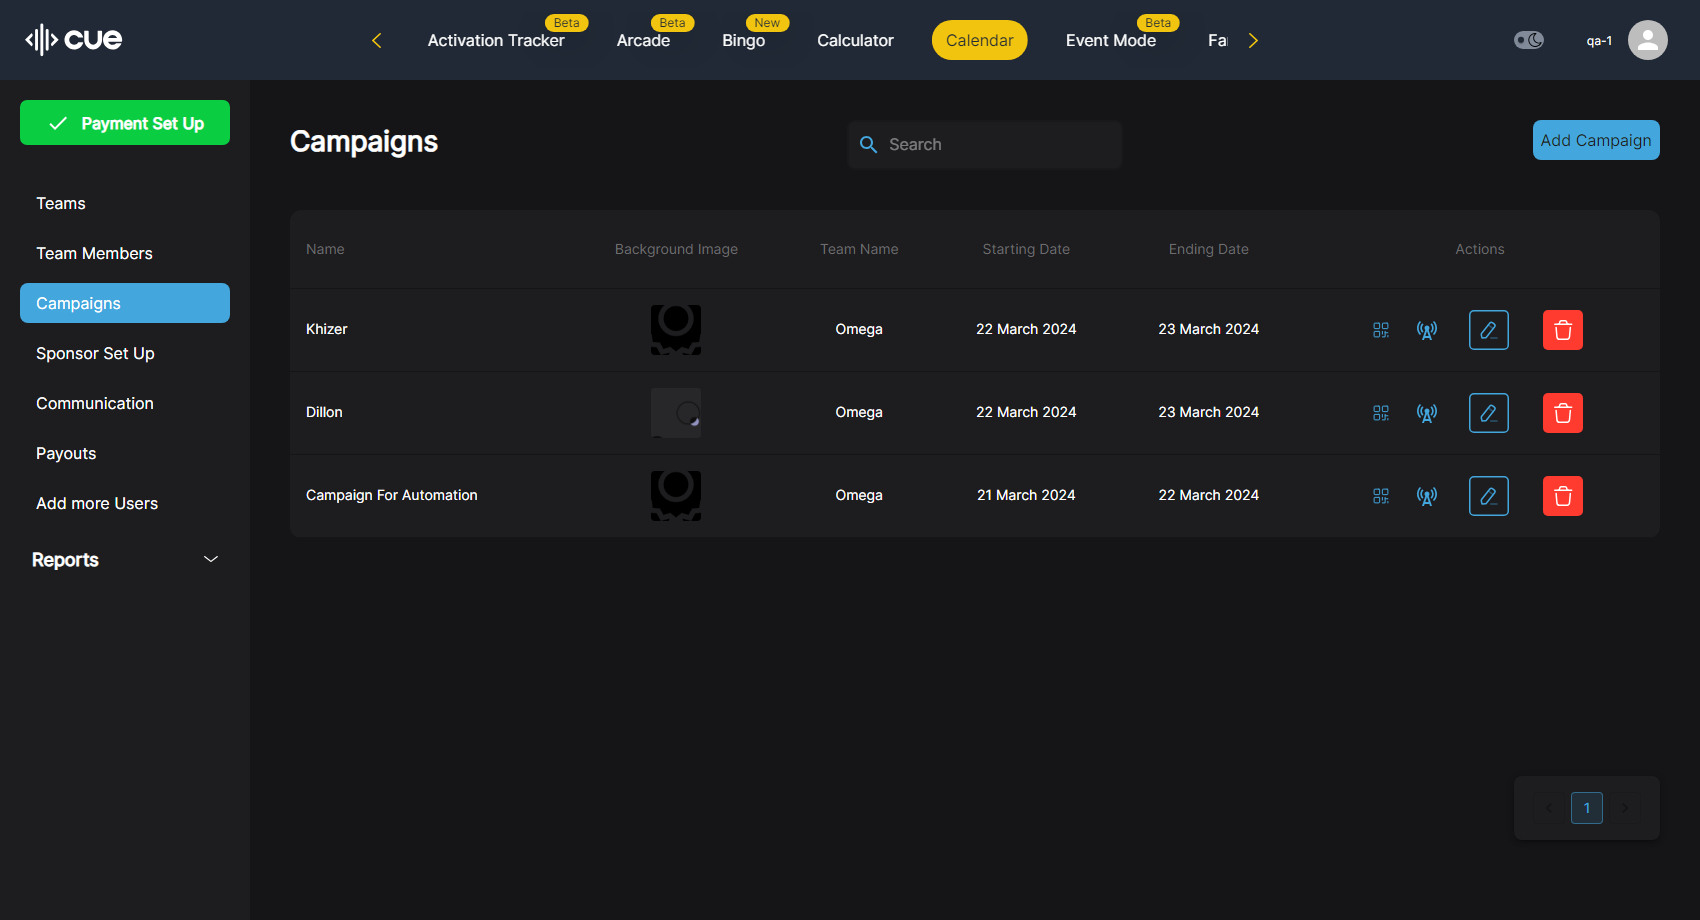 cue
Activation Tracker Beta
Arcade Beta
Bingo New
Calculator
Calendar
Event Mode Beta
Fa
qa-1
Payment Set Up
Teams
Team Members
Campaigns
Sponsor Set Up
Communication
Payouts
Add more Users
Reports
Campaigns
Search
Add Campaign
Name Background Image Team Name Starting Date Ending Date Actions
Khizer Omega 22 March 2024 23 March 2024
Dillon Omega 22 March 2024 23 March 2024
Campaign For Automation Omega 21 March 2024 22 March 2024
1